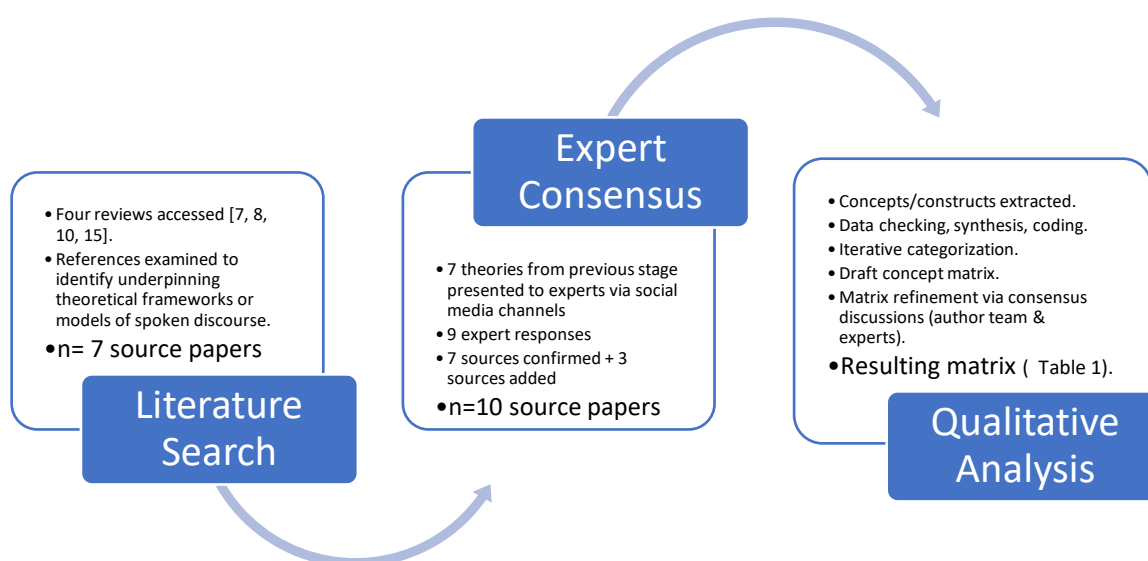 • Four reviews accessed [7, 8,
10, 15].
• References examined to
identify underpinning
theoretical frameworks or
models of spoken discourse.
•n= 7 source papers
Literature
Search
Expert
Consensus
• 7 theories from previous stage
presented to experts via social
media channels
• 9 expert responses
• 7 sources confirmed + 3
sources added
•n=10 source papers
• Concepts/constructs extracted.
• Data checking, synthesis, coding.
• Iterative categorization.
• Draft concept matrix.
• Matrix refinement via consensus
discussions (author team &
experts).
•Resulting matrix ( Table 1).
Qualitative
Analysis